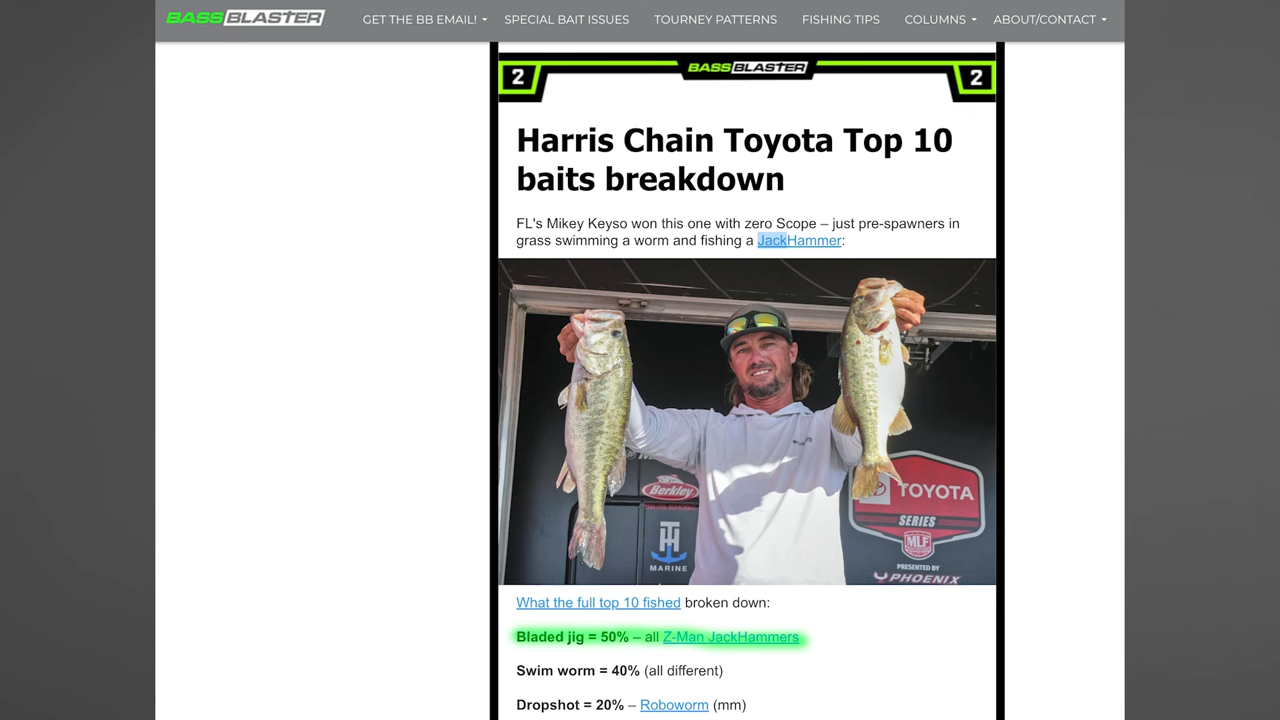 BASSBLASTER
GET THE BB EMAIL!
SPECIAL BAIT ISSUES
TOURNEY PATTERNS
FISHING TIPS
COLUMNS
ABOUT/CONTACT
2
BASSBLASTER
2
Harris Chain Toyota Top 10
baits breakdown
FL's Mikey Keyso won this one with zero Scope – just pre-spawners in
grass swimming a worm and fishing a JackHammer:
Berkley
TH
MARINE
TOYOTA
SERIES
MLF
PRESENTED BY
PHOENIX
What the full top 10 fished broken down:
Bladed jig = 50% – all Z-Man JackHammers
Swim worm = 40% (all different)
Dropshot = 20% – Roboworm (mm)